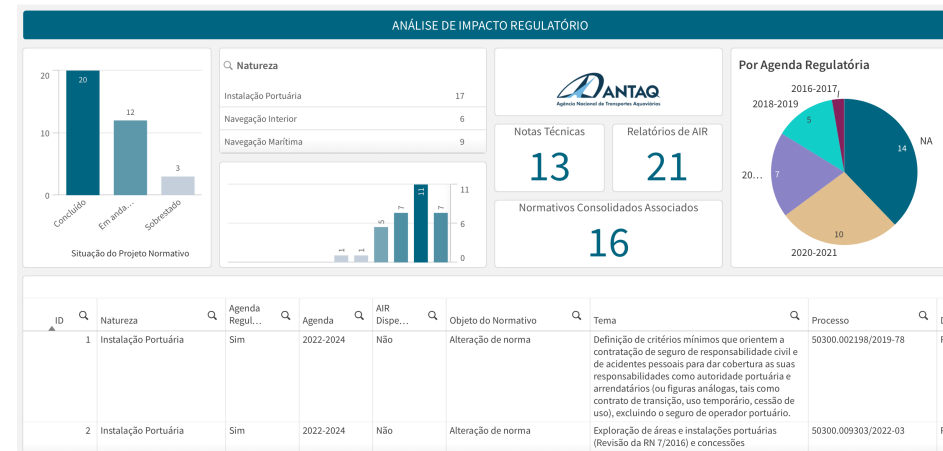 ANÁLISE DE IMPACTO REGULATÓRIO
20
10
0
20
12
3
Concluído
Em anda...
Sobrestado
Situação do Projeto Normativo
Natureza
Instalação Portuária 17
Navegação Interior 6
Navegação Marítima 9
1
1
5
7
11
7
11
6
0
ANTAQ
Agência Nacional de Transportes Aquaviários
Notas Técnicas
13
Relatórios de AIR
21
Normativos Consolidados Associados
16
Por Agenda Regulatória
2016-2017
2018-2019
5
NA
14
20...
7
10
2020-2021
ID
Natureza
Agenda
Regul...
Agenda
AIR
Dispe...
Objeto do Normativo
Tema
Processo
1 Instalação Portuária Sim 2022-2024 Não Alteração de norma Definição de critérios mínimos que orientem a 50300.002198/2019-78
contratação de seguro de responsabilidade civil e
de acidentes pessoais para dar cobertura as suas
responsabilidades como autoridade portuária e
arrendatários (ou figuras análogas, tais como
contrato de transição, uso temporário, cessão de
uso), excluindo o seguro de operador portuário.
2 Instalação Portuária Sim 2022-2024 Não Alteração de norma Exploração de áreas e instalações portuárias 50300.009303/2022-03
(Revisão da RN 7/2016) e concessões